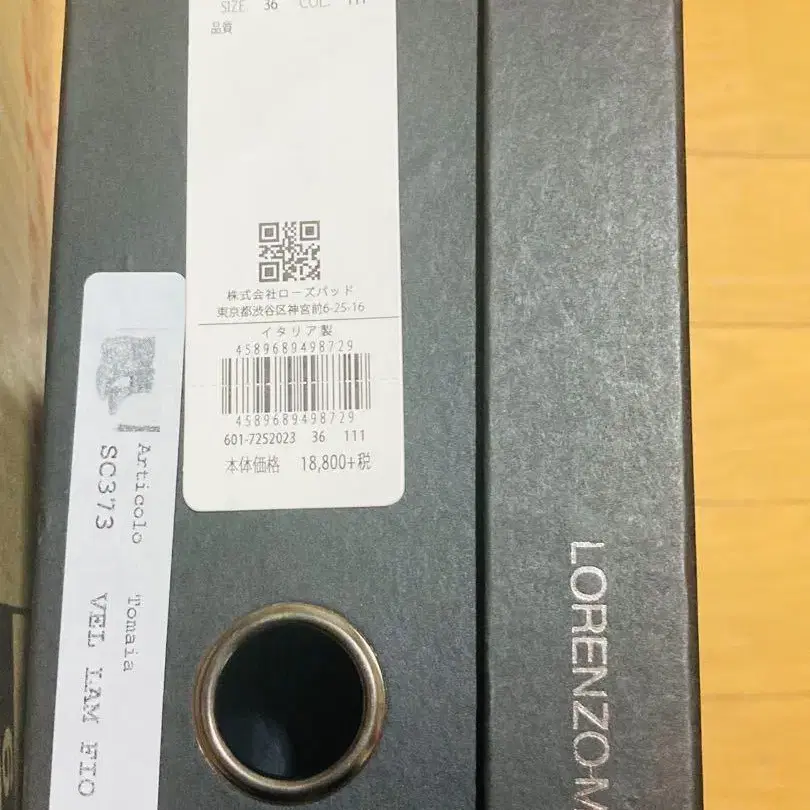 SIZE 36 COL. 111
品質
株式会社ローズバッド
東京都渋谷区神宮前6-25-16
イタリア製
4589689498729
4589689498729
601-7252023 36 111
本体価格 18,800+税
Articolo Tomaia
SC373 VEL LAM FIO
LORENZO-M